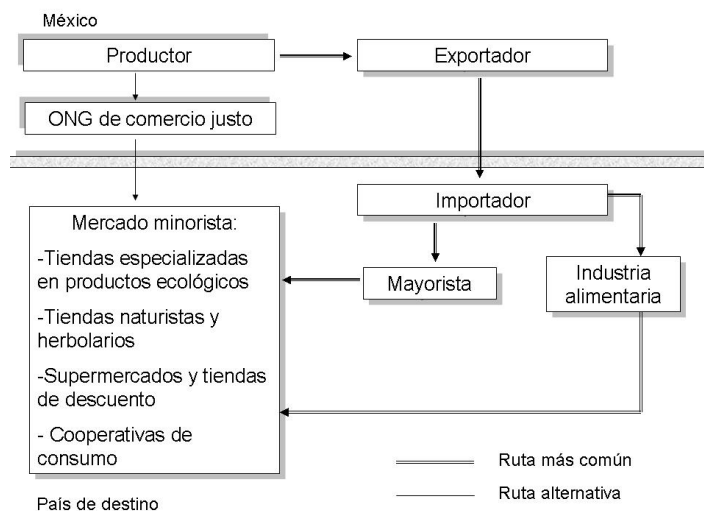 México
Productor
Exportador
ONG de comercio justo
Importador
Mercado minorista:
-Tiendas especializadas
en productos ecológicos
-Tiendas naturistas y
herbolarios
-Supermercados y tiendas
de descuento
- Cooperativas de
consumo
Mayorista
Industria
alimentaria
Ruta más común
Ruta alternativa
País de destino